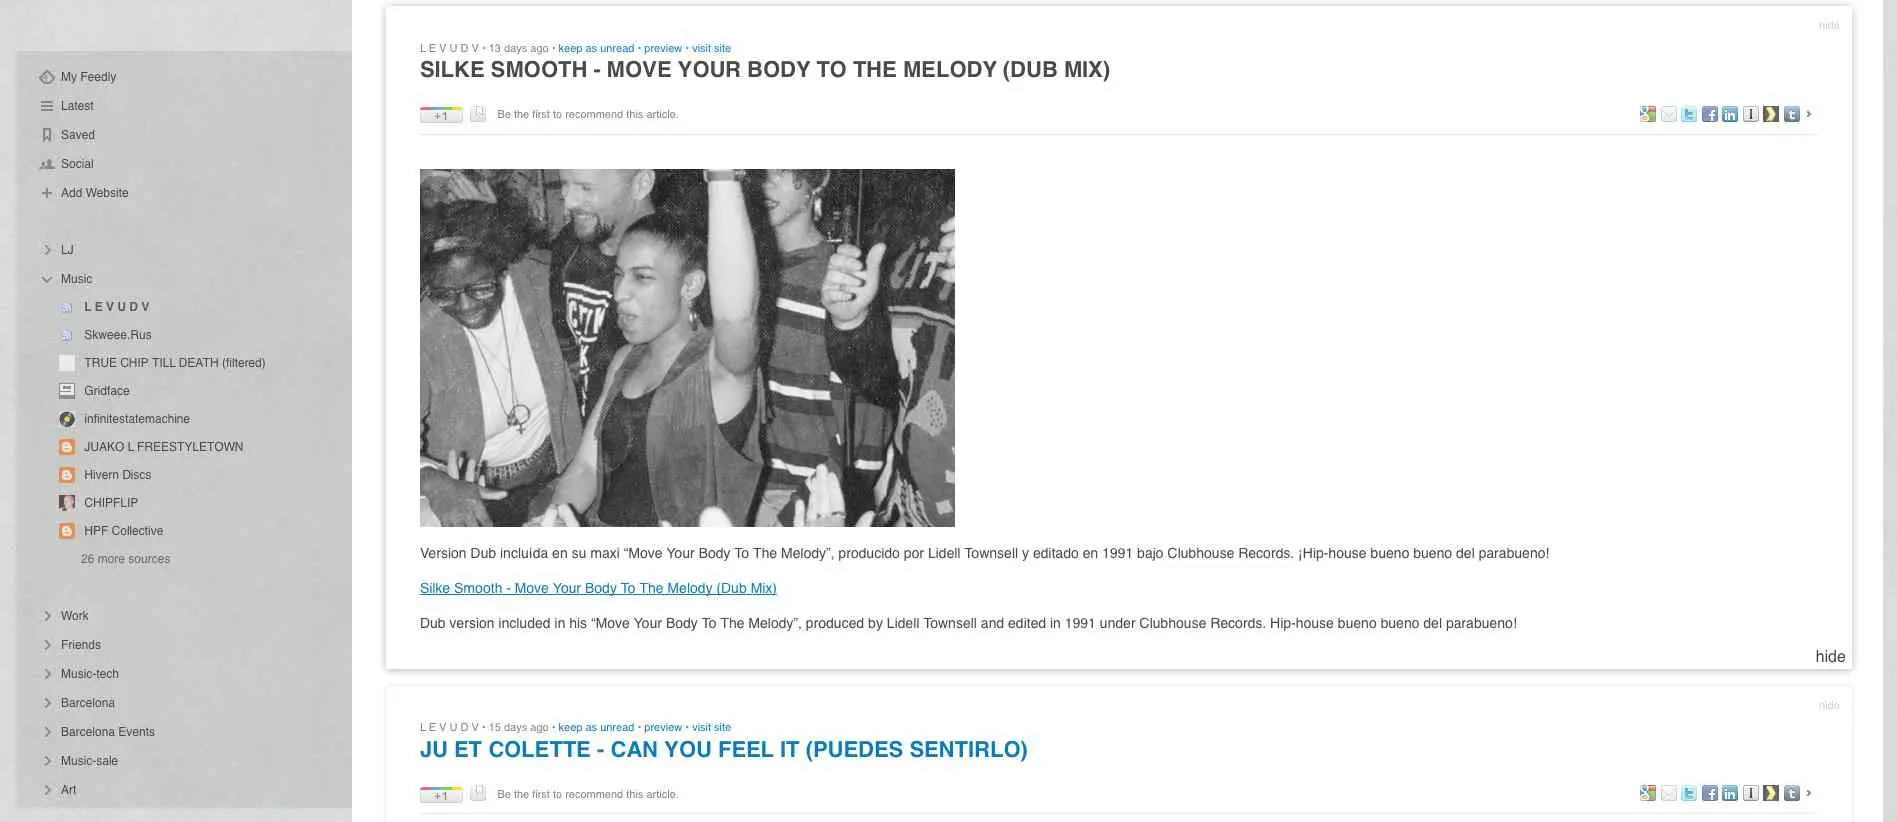 My Feedly
Latest
Saved
Social
Add Website
LJ
Music
L E V U D V
Skweee.Rus
TRUE CHIP TILL DEATH (filtered)
Gridface
infinitestatemachine
JUAKO L FREESTYLETOWN
Hivern Discs
CHIPFLIP
HPF Collective
26 more sources
Work
Friends
Music-tech
Barcelona
Barcelona Events
Music-sale
Art
hide
L E V U D V • 13 days ago • keep as unread • preview • visit site
SILKE SMOOTH - MOVE YOUR BODY TO THE MELODY (DUB MIX)
+1 Be the first to recommend this article.
Version Dub incluida en su maxi “Move Your Body To The Melody”, producido por Lidell Townsell y editado en 1991 bajo Clubhouse Records. ¡Hip-house bueno bueno del parabueno!
Silke Smooth - Move Your Body To The Melody (Dub Mix)
Dub version included in his “Move Your Body To The Melody”, produced by Lidell Townsell and edited in 1991 under Clubhouse Records. Hip-house bueno bueno del parabueno!
hide
hide
L E V U D V • 15 days ago • keep as unread • preview • visit site
JU ET COLETTE - CAN YOU FEEL IT (PUEDES SENTIRLO)
+1 Be the first to recommend this article.